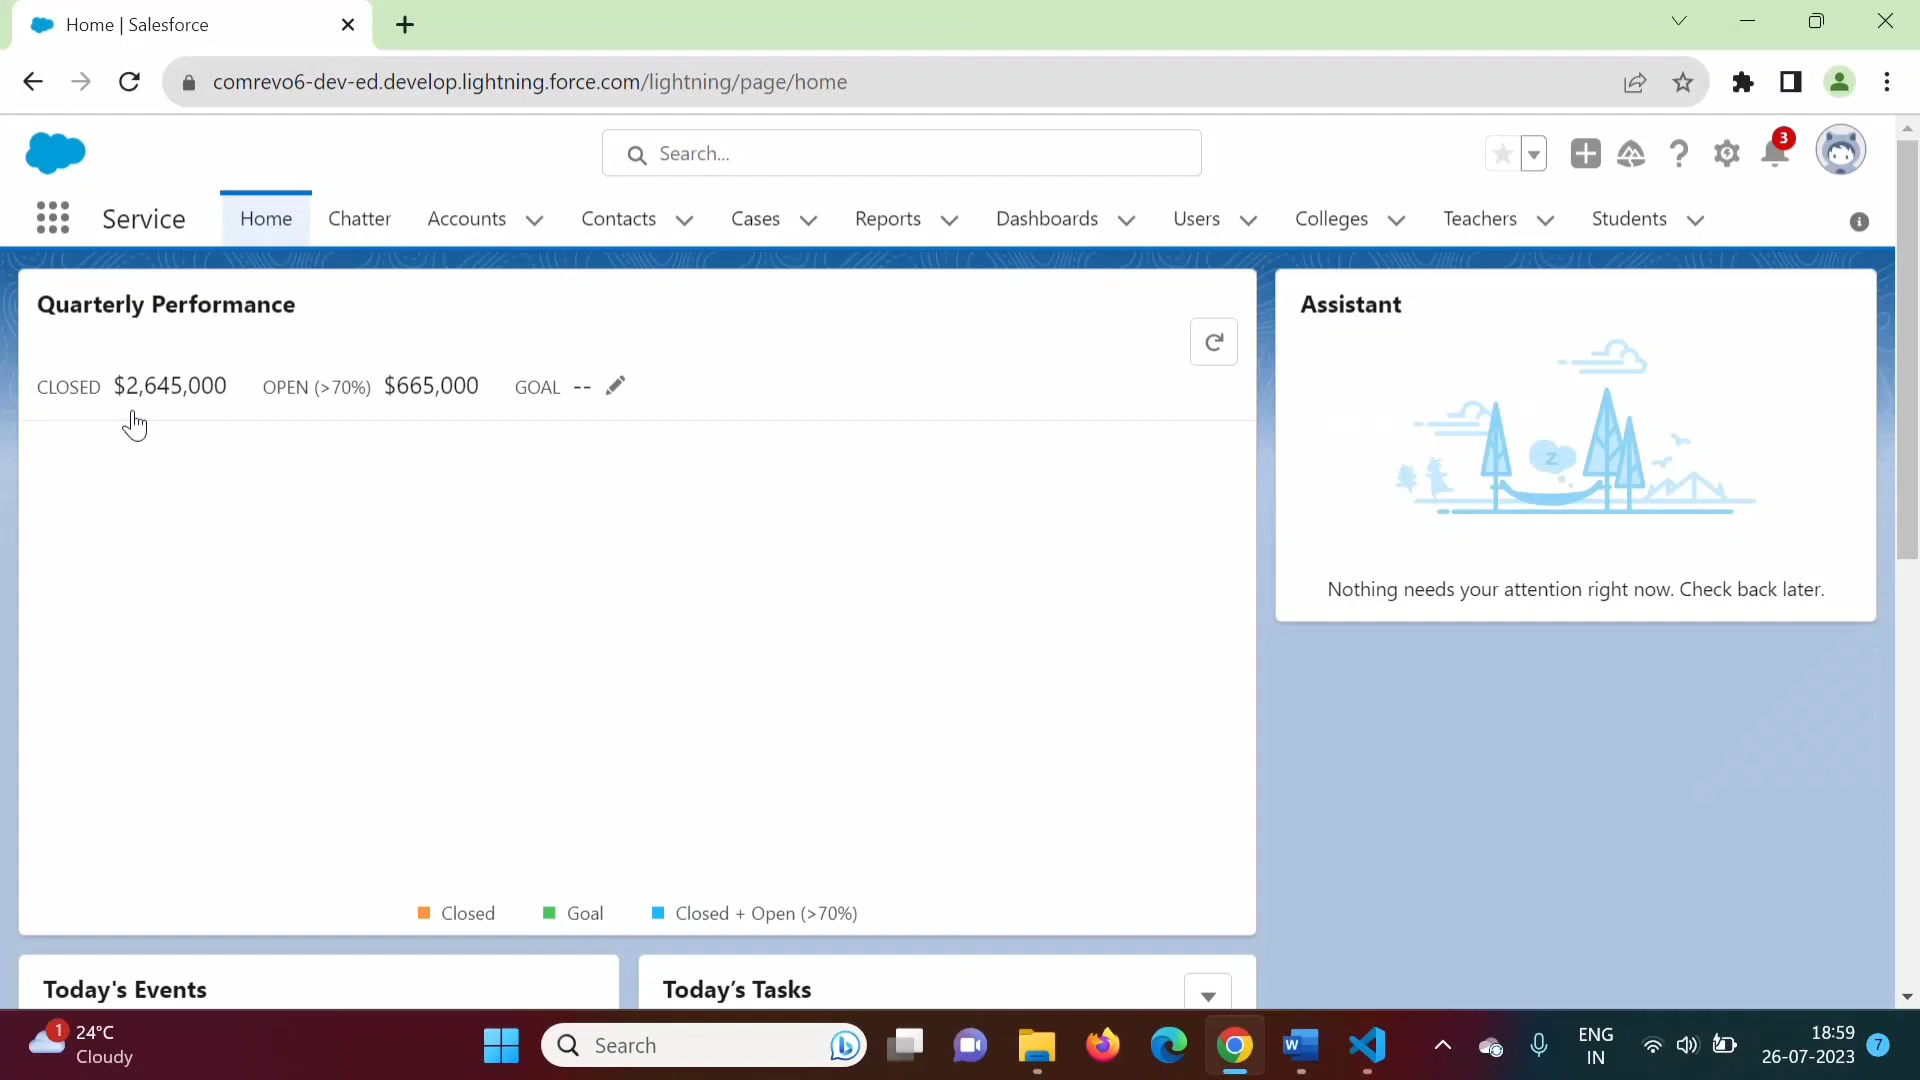 Home | Salesforce
comrevo6-dev-ed.develop.lightning.force.com/lightning/page/home
Search...
3
Service Home Chatter Accounts Contacts Cases Reports Dashboards Users Colleges Teachers Students
Quarterly Performance
CLOSED $2,645,000 OPEN (>70%) $665,000 GOAL --
Closed Goal Closed + Open (>70%)
Assistant
z
Nothing needs your attention right now. Check back later.
Today's Events
Today’s Tasks
1
24°C
Cloudy
Search
W
ENG
IN
18:59
26-07-2023
7